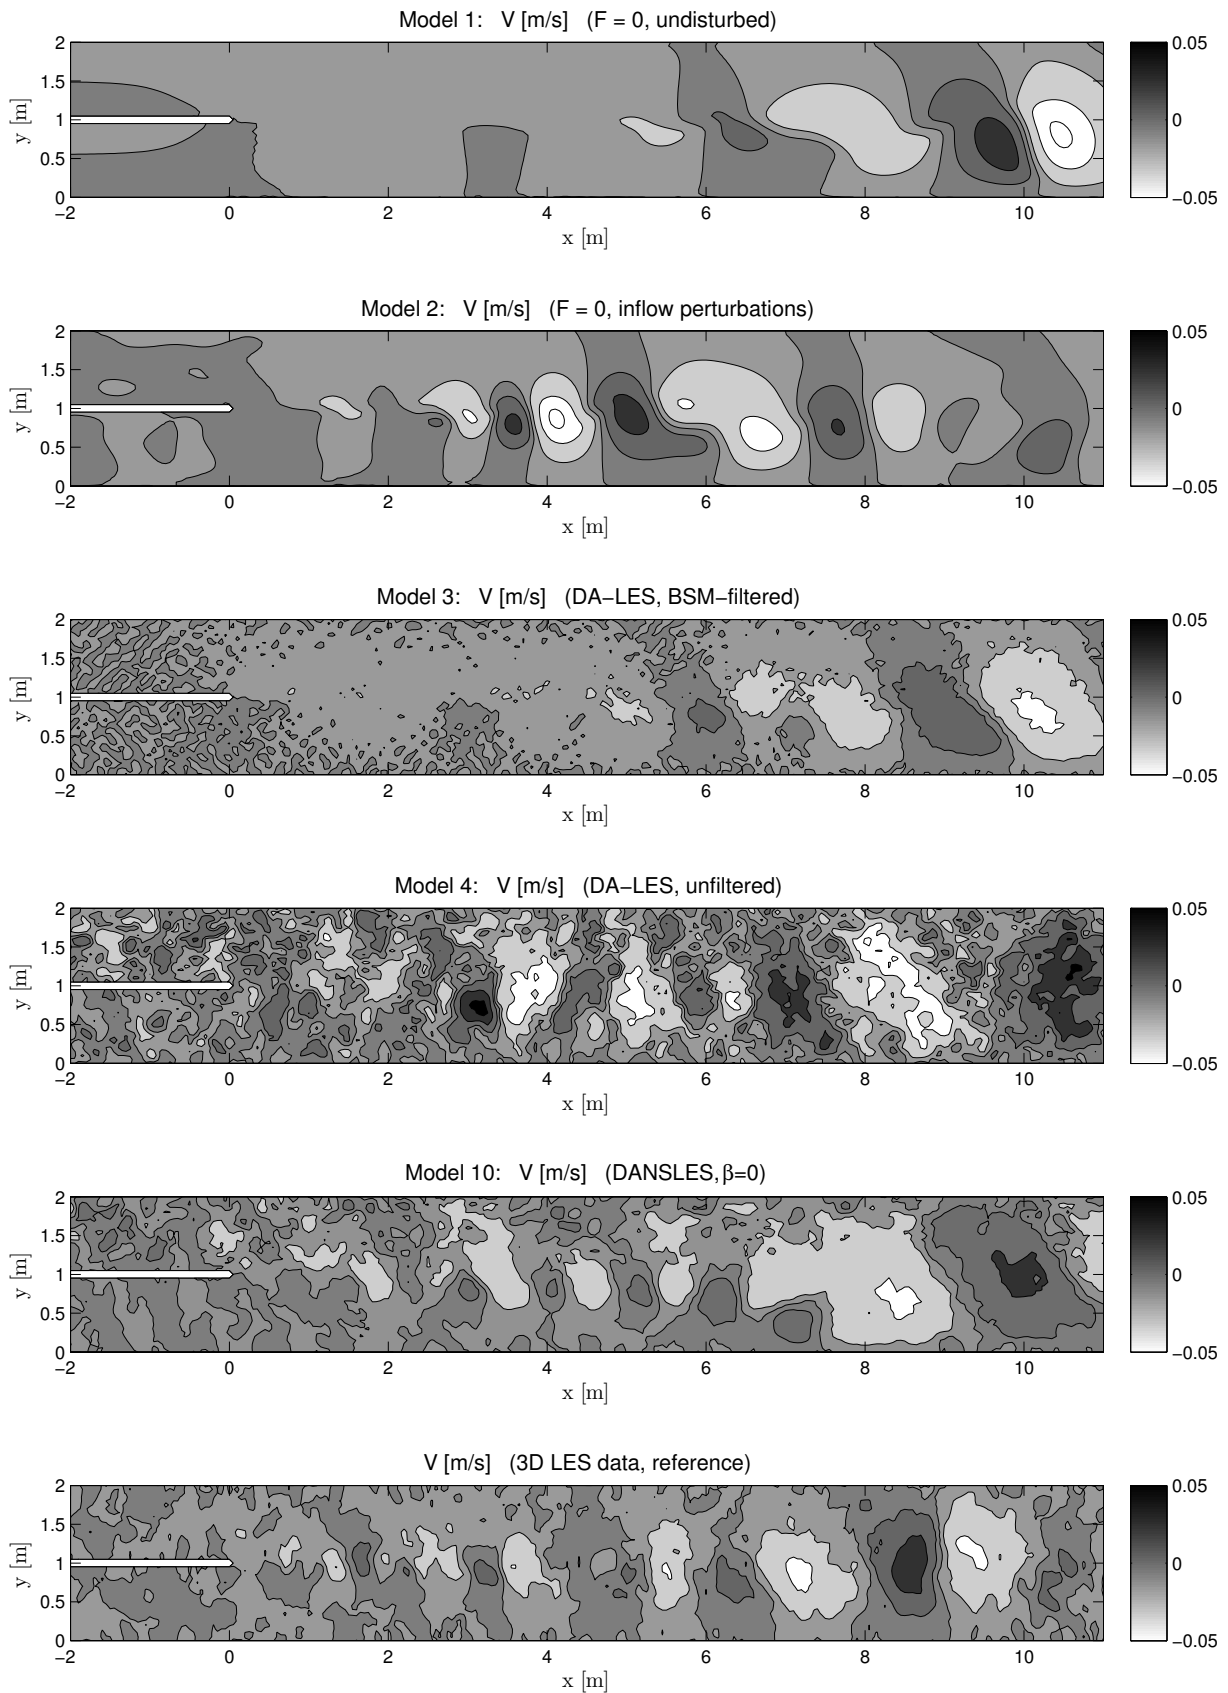 Model 1: V [m/s] (F = 0, undisturbed)
2
1.5
1
0.5
0
y [m]
−2 0 2 4 6 8 10
x [m]
0.05
0
−0.05
Model 2: V [m/s] (F = 0, inflow perturbations)
2
1.5
1
0.5
0
y [m]
−2 0 2 4 6 8 10
x [m]
0.05
0
−0.05
Model 3: V [m/s] (DA−LES, BSM−filtered)
2
1.5
1
0.5
0
y [m]
−2 0 2 4 6 8 10
x [m]
0.05
0
−0.05
Model 4: V [m/s] (DA−LES, unfiltered)
2
1.5
1
0.5
0
y [m]
−2 0 2 4 6 8 10
x [m]
0.05
0
−0.05
Model 10: V [m/s] (DANSLES, β=0)
2
1.5
1
0.5
0
y [m]
−2 0 2 4 6 8 10
x [m]
0.05
0
−0.05
V [m/s] (3D LES data, reference)
2
1.5
1
0.5
0
y [m]
−2 0 2 4 6 8 10
x [m]
0.05
0
−0.05